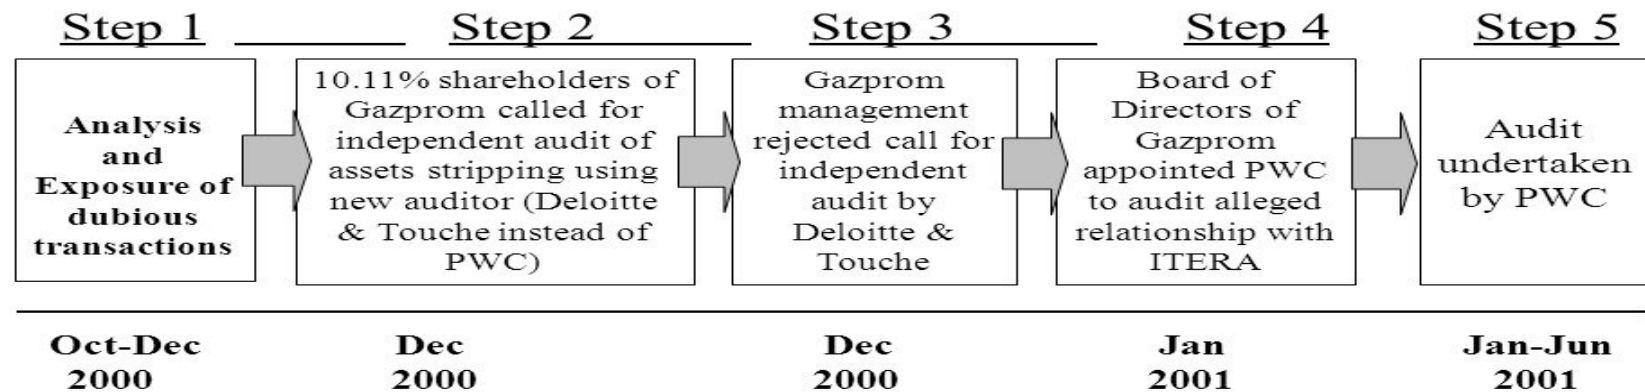 Step 1
Step 2
Step 3
Step 4
Step 5
Analysis
and
Exposure of
dubious
transactions
10.11% shareholders of
Gazprom called for
independent audit of
assets stripping using
new auditor (Deloitte
& Touche instead of
PWC)
Gazprom
management
rejected call for
independent
audit by
Deloitte &
Touche
Board of
Directors of
Gazprom
appointed PWC
to audit alleged
relationship with
ITERA
Audit
undertaken
by PWC
Oct-Dec
2000
Dec
2000
Dec
2000
Jan
2001
Jan-Jun
2001